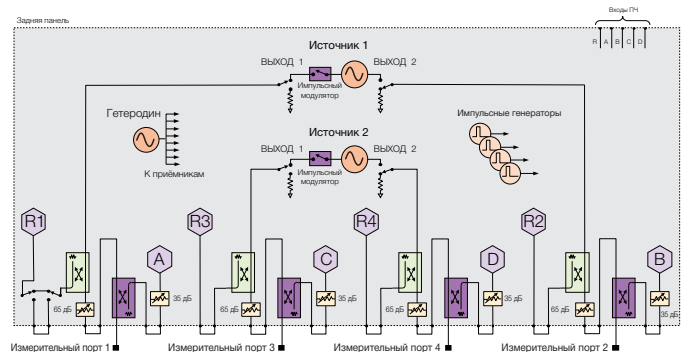 Входы ПЧ
Задняя панель
R A B C D
Источник 1
ВЫХОД 1
ВЫХОД 2
Импульсный
модулятор
Гетеродин
К приёмникам
Импульсные генераторы
Источник 2
ВЫХОД 1
ВЫХОД 2
Импульсный
модулятор
R1
R3
R4
R2
A
C
D
B
65 дБ
35 дБ
65 дБ
35 дБ
65 дБ
35 дБ
65 дБ
35 дБ
Измерительный порт 1
Измерительный порт 3
Измерительный порт 4
Измерительный порт 2